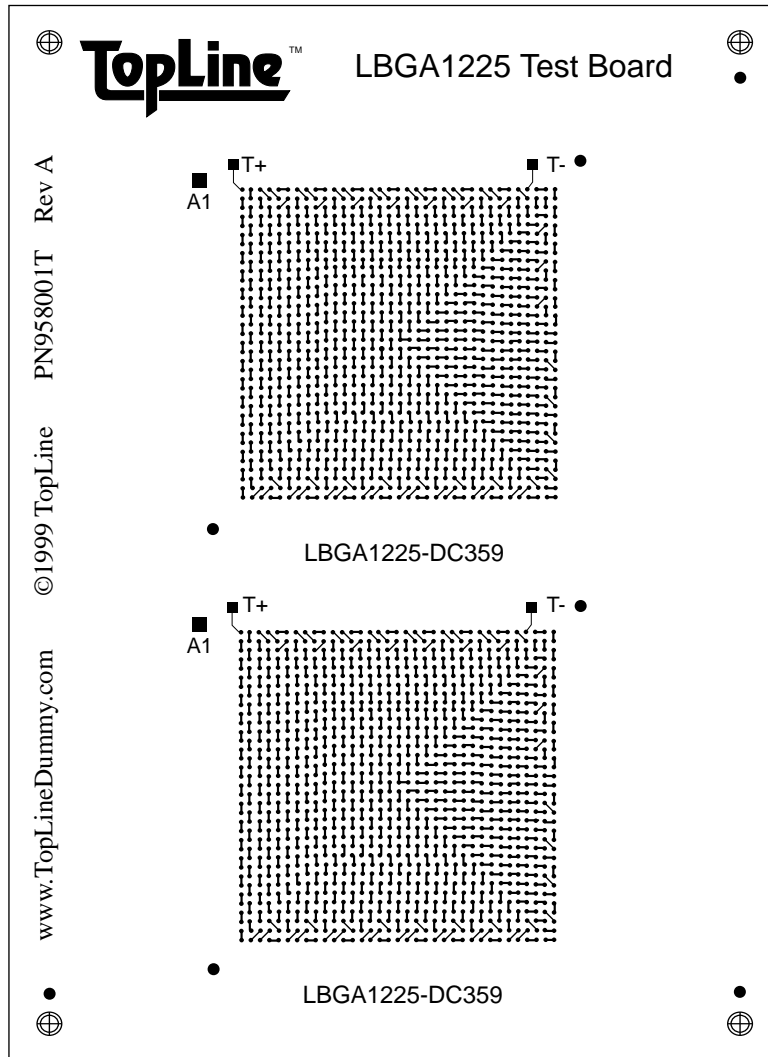 TopLine™
LBGA1225 Test Board
T+
T-
A1
LBGA1225-DC359
T+
T-
A1
LBGA1225-DC359
www.TopLineDummy.com ©1999 TopLine PN958001T Rev A